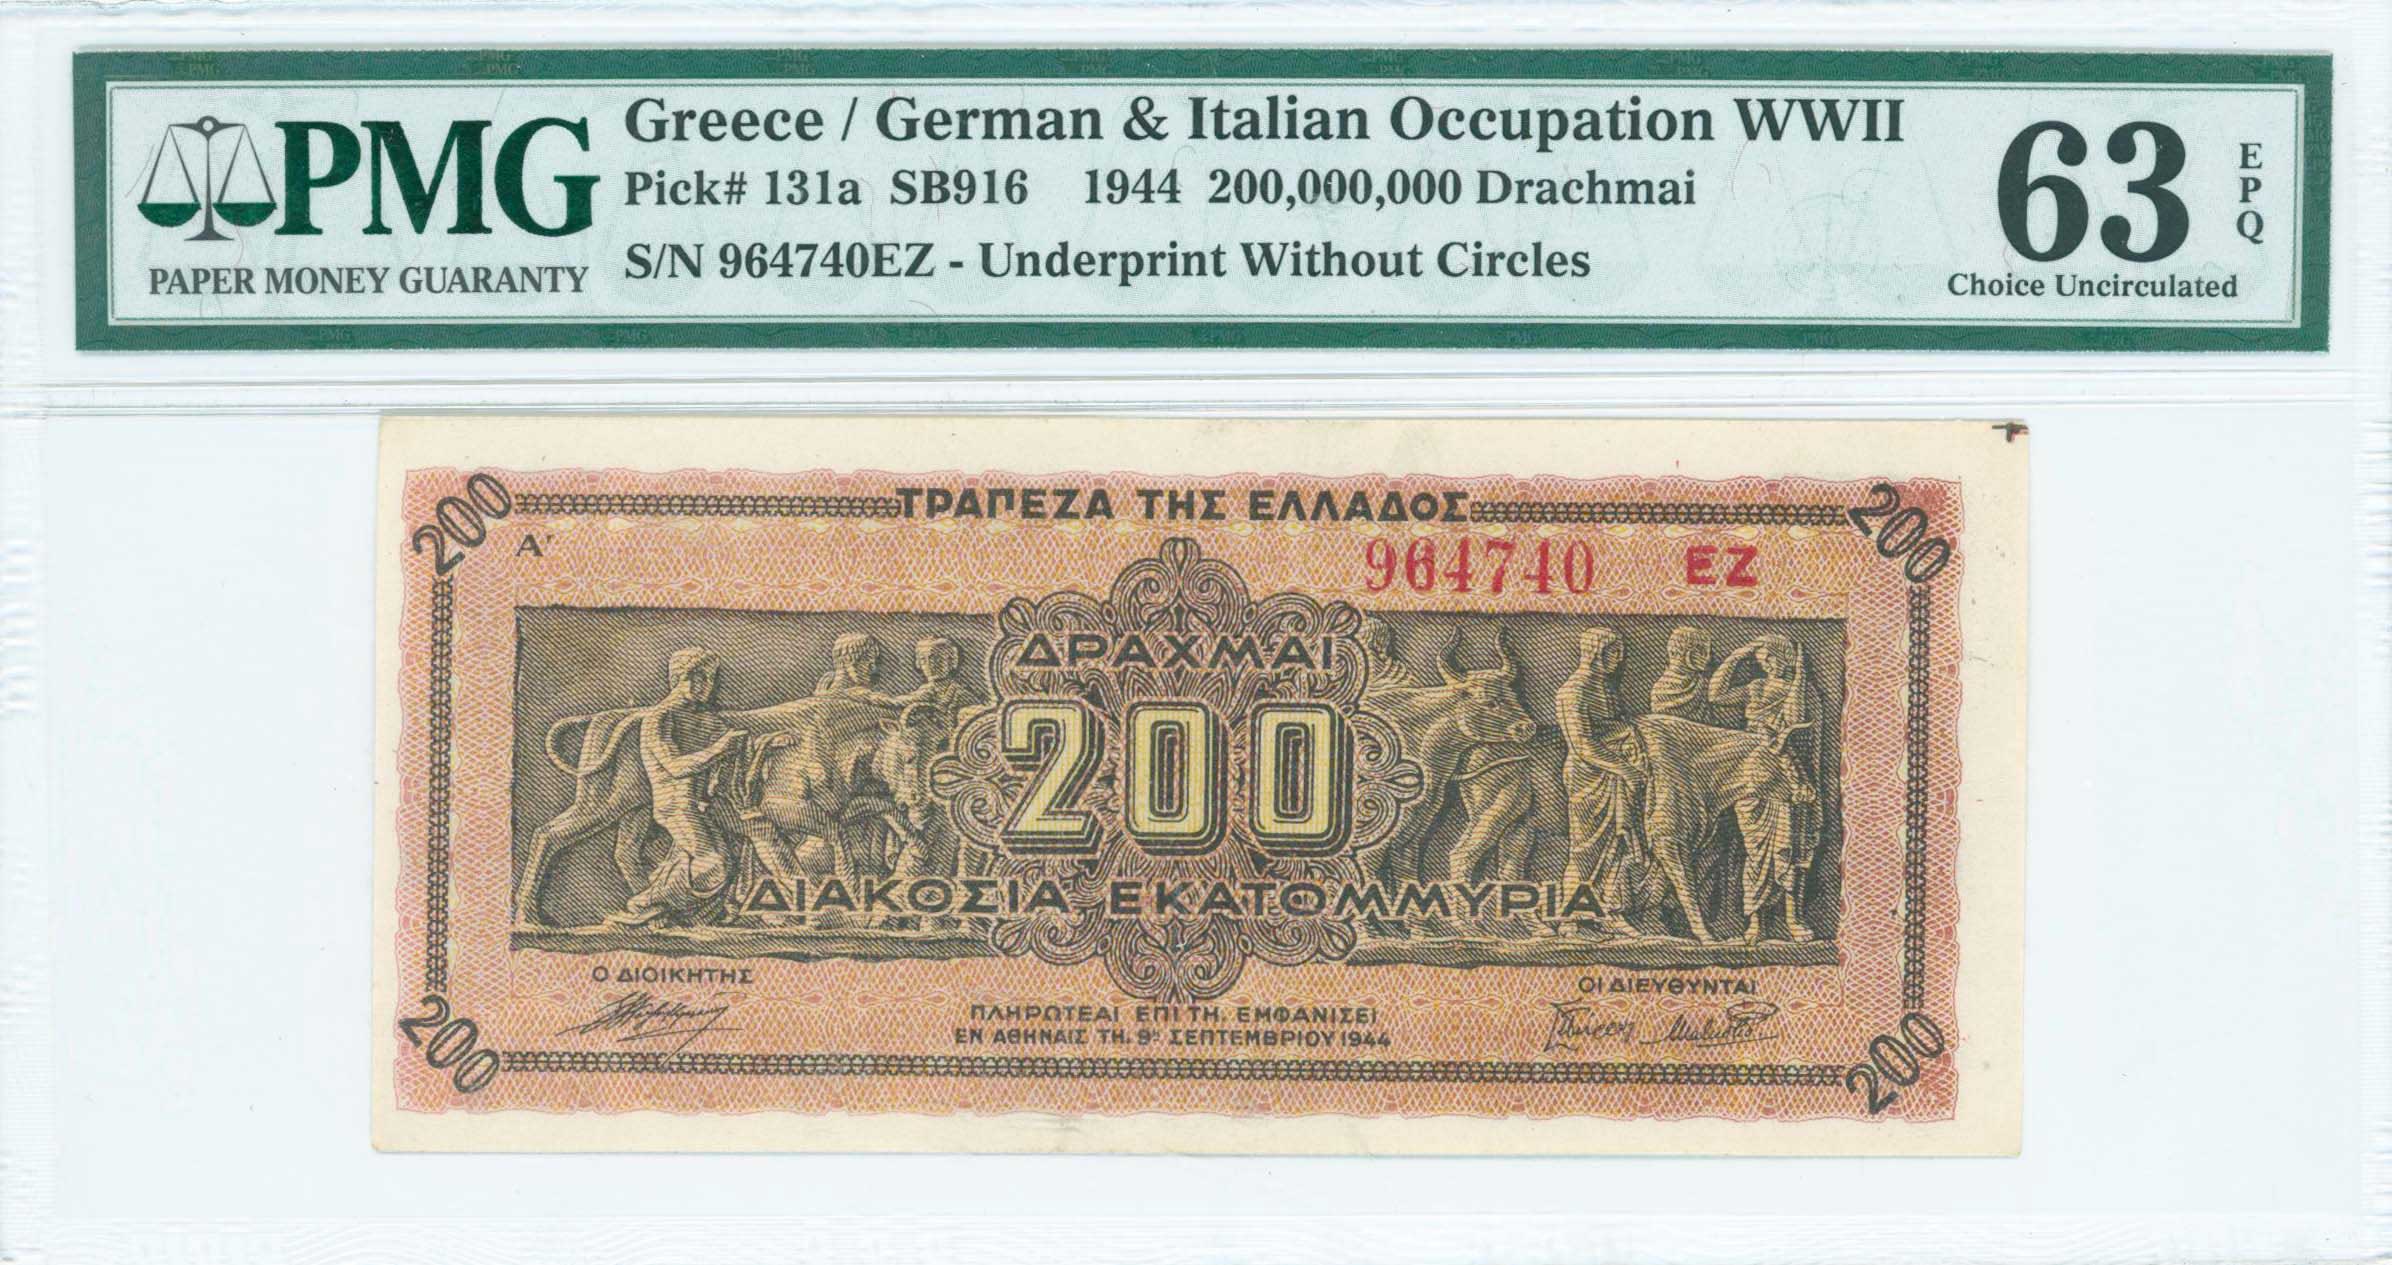 PMG
PAPER MONEY GUARANTY
Greece / German & Italian Occupation WWII
Pick# 131a SB916 1944 200,000,000 Drachmai
S/N 964740EZ - Underprint Without Circles
63
EPQ
Choice Uncirculated
200 ΤΡΑΠΕΖΑ ΤΗΣ ΕΛΛΑΔΟΣ 200
Α' 964740 EZ
ΔΡΑΧΜΑΙ
200
ΔΙΑΚΟΣΙΑ ΕΚΑΤΟΜΜΥΡΙΑ
Ο ΔΙΟΙΚΗΤΗΣ
ΟΙ ΔΙΕΥΘΥΝΤΑΙ
ΠΛΗΡΩΤΕΑΙ ΕΠΙ ΤΗ. ΕΜΦΑΝΙΣΕΙ
ΕΝ ΑΘΗΝΑΙΣ ΤΗ. 9ῃ ΣΕΠΤΕΜΒΡΙΟΥ 1944
200 200